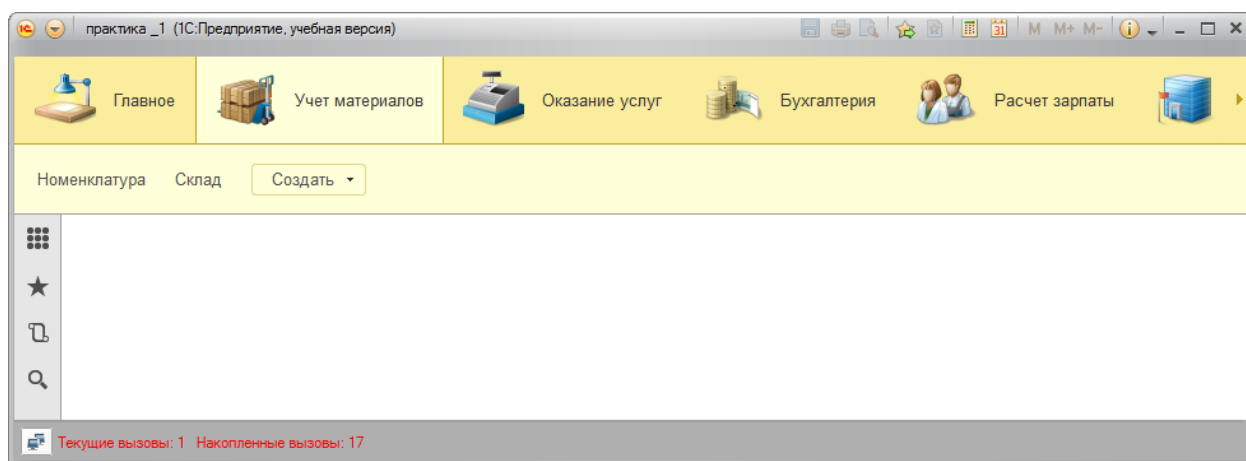 практика _1 (1С:Предприятие, учебная версия) 31 M M+ M-
Главное Учет материалов Оказание услуг Бухгалтерия Расчет зарпаты
Номенклатура Склад Создать
Текущие вызовы: 1 Накопленные вызовы: 17